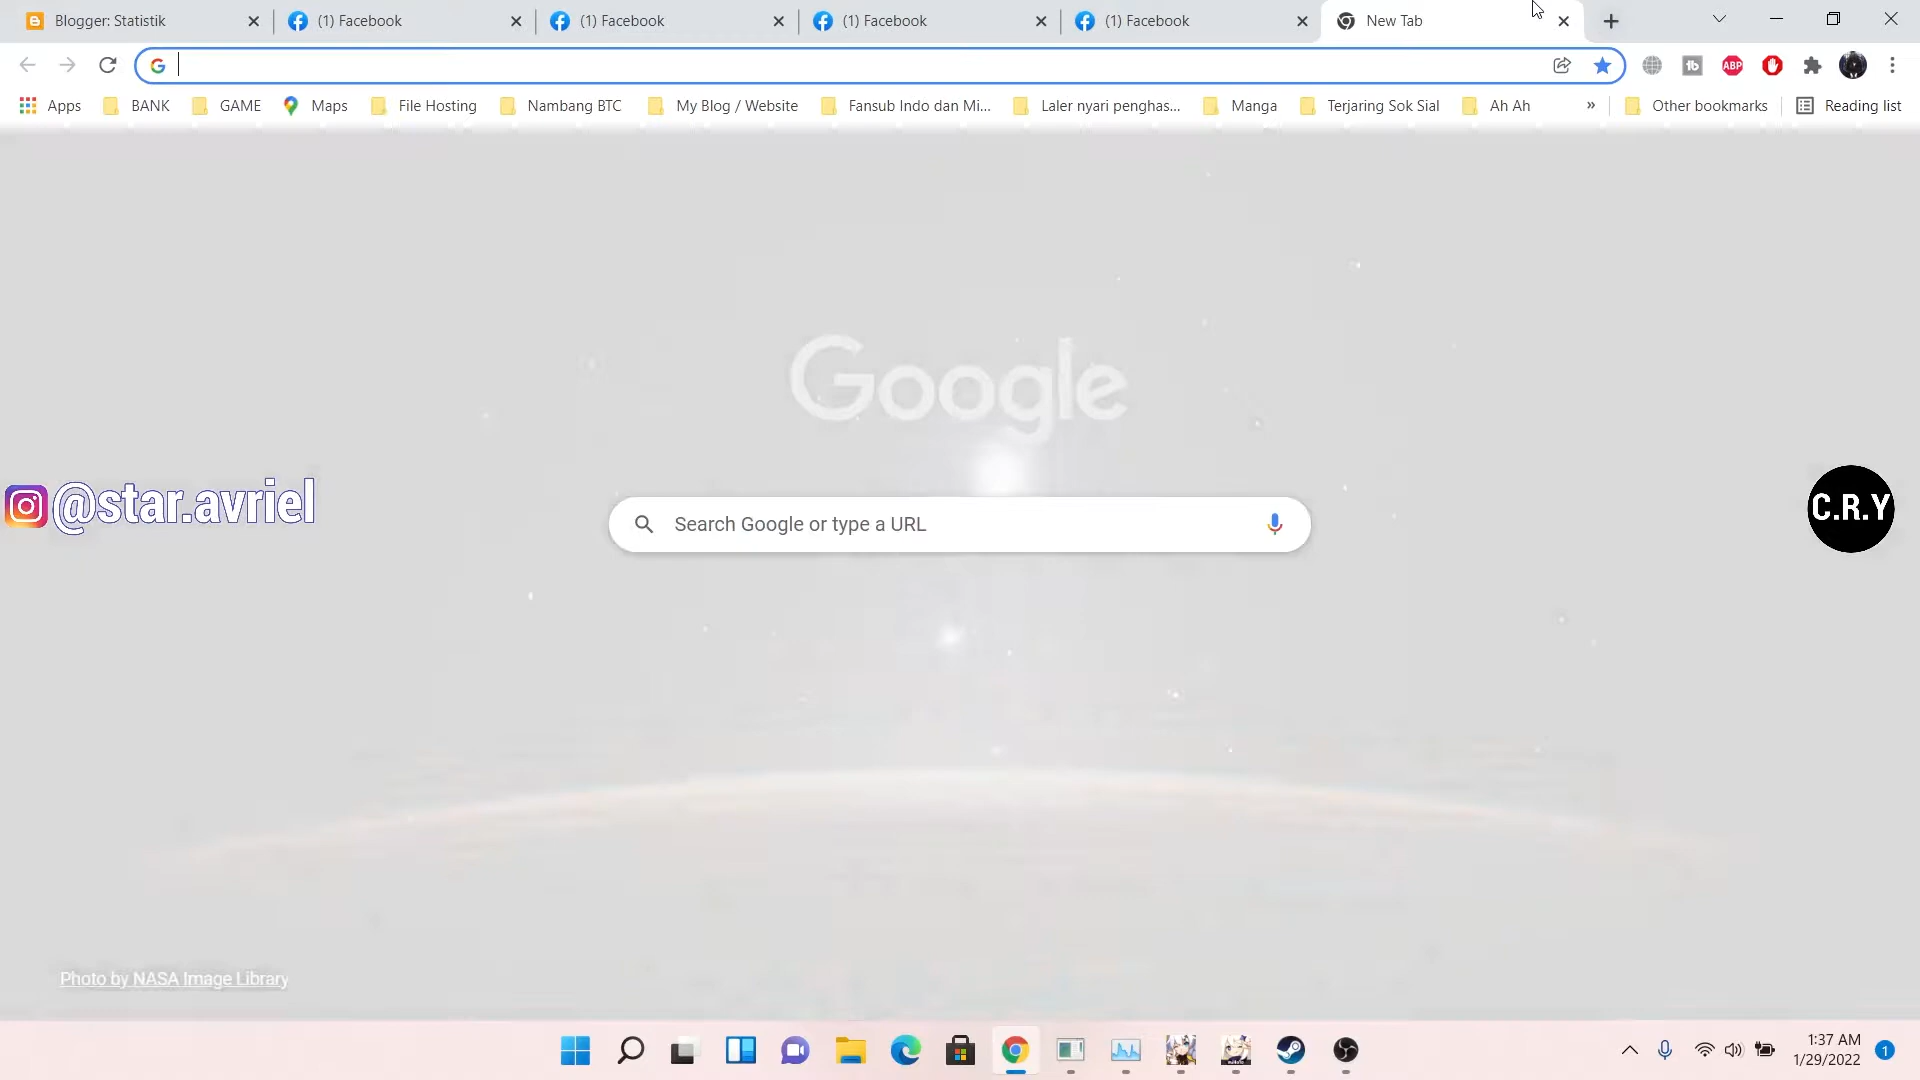 Blogger: Statistik
(1) Facebook
(1) Facebook
(1) Facebook
(1) Facebook
New Tab
Apps
BANK
GAME
Maps
File Hosting
Nambang BTC
My Blog / Website
Fansub Indo dan Mi...
Laler nyari penghas...
Manga
Terjaring Sok Sial
Ah Ah
»
Other bookmarks
Reading list
ABP
Google
@star.avriel
C.R.Y
Search Google or type a URL
Photo by NASA Image Library
1:37 AM
1/29/2022
1